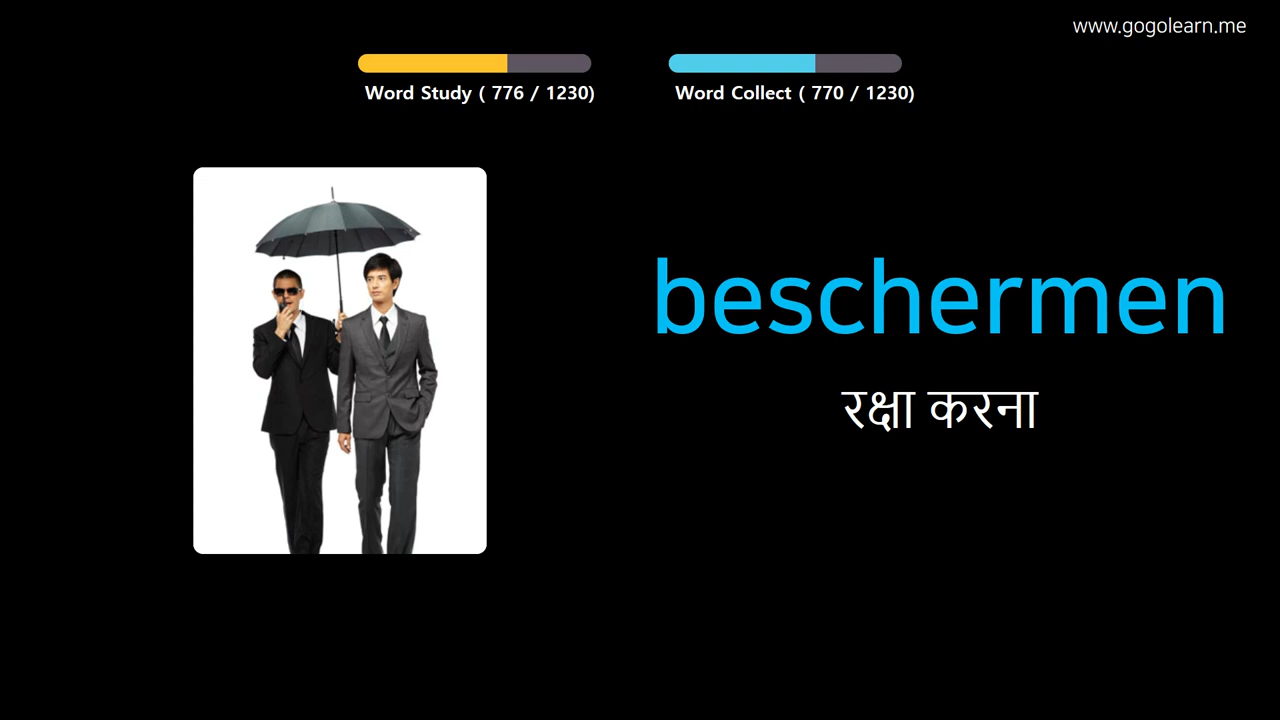 www.gogolearn.me
Word Study ( 776 / 1230)
Word Collect ( 770 / 1230)
beschermen
रक्षा करना